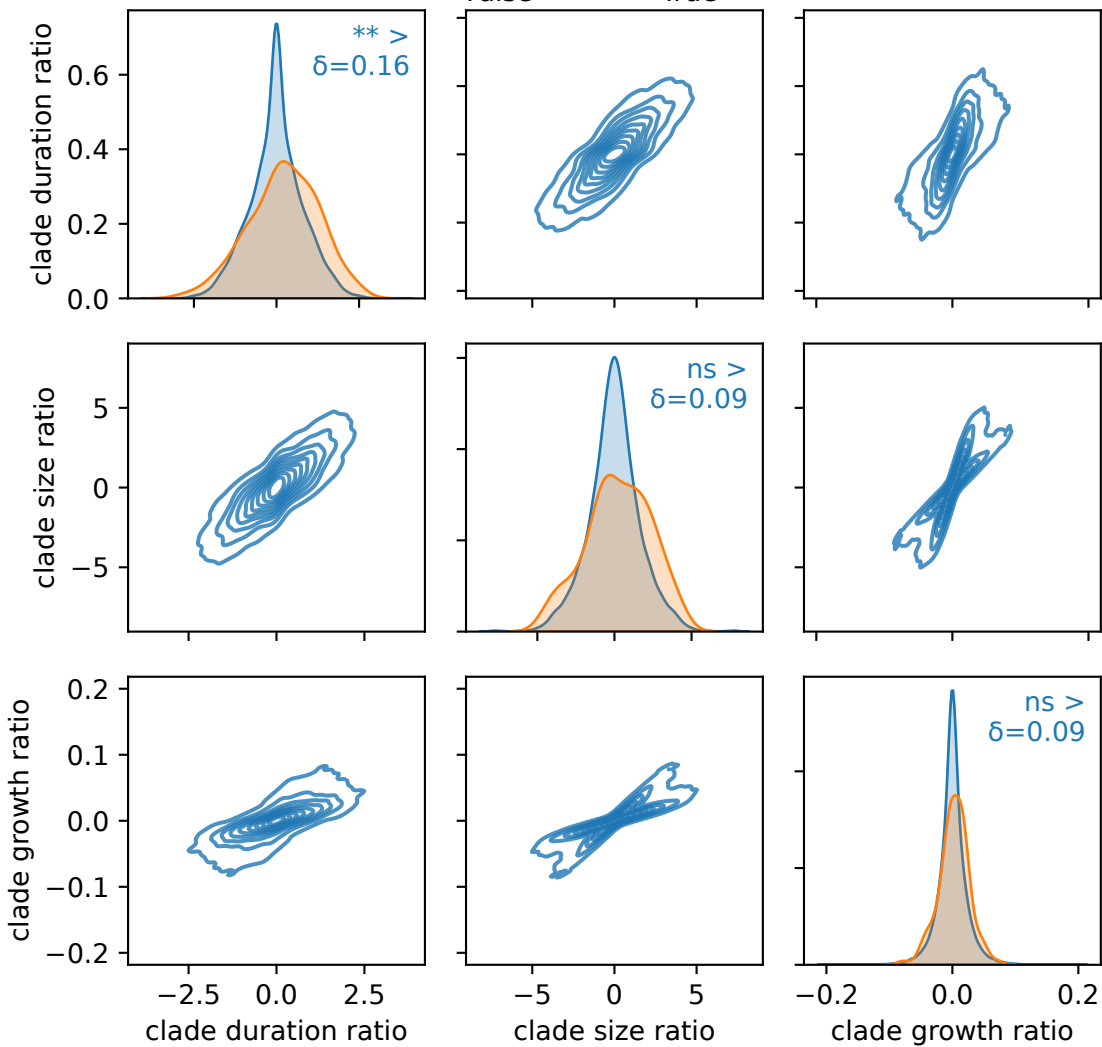 ** >
δ=0.16
clade duration ratio
0.6
0.4
0.2
0.0
ns >
δ=0.09
clade size ratio
5
0
−5
ns >
δ=0.09
clade growth ratio
0.2
0.1
0.0
−0.1
−0.2
−2.5 0.0 2.5
−5 0 5
−0.2 0.0 0.2
clade duration ratio
clade size ratio
clade growth ratio